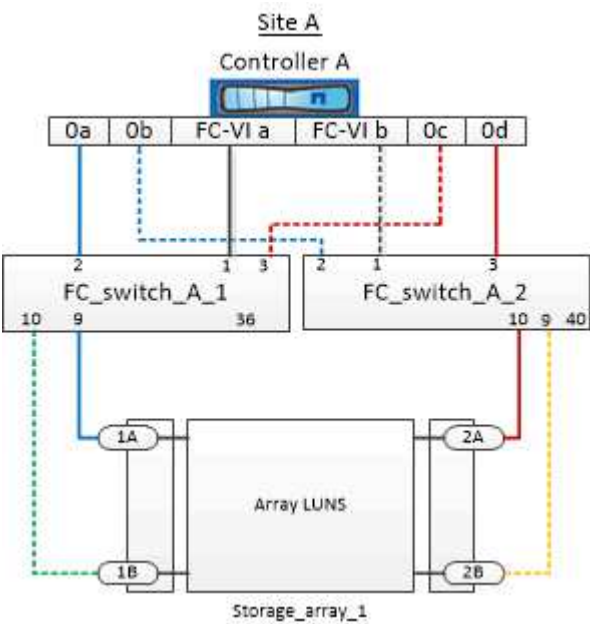 Site A
Controller A
n
0a 0b FC-VI a FC-VI b 0c 0d
2 1 3 2 1 3
FC_switch_A_1 FC_switch_A_2
10 9 36 10 9 40
1A 2A
Array LUNS
1B 2B
Storage_array_1